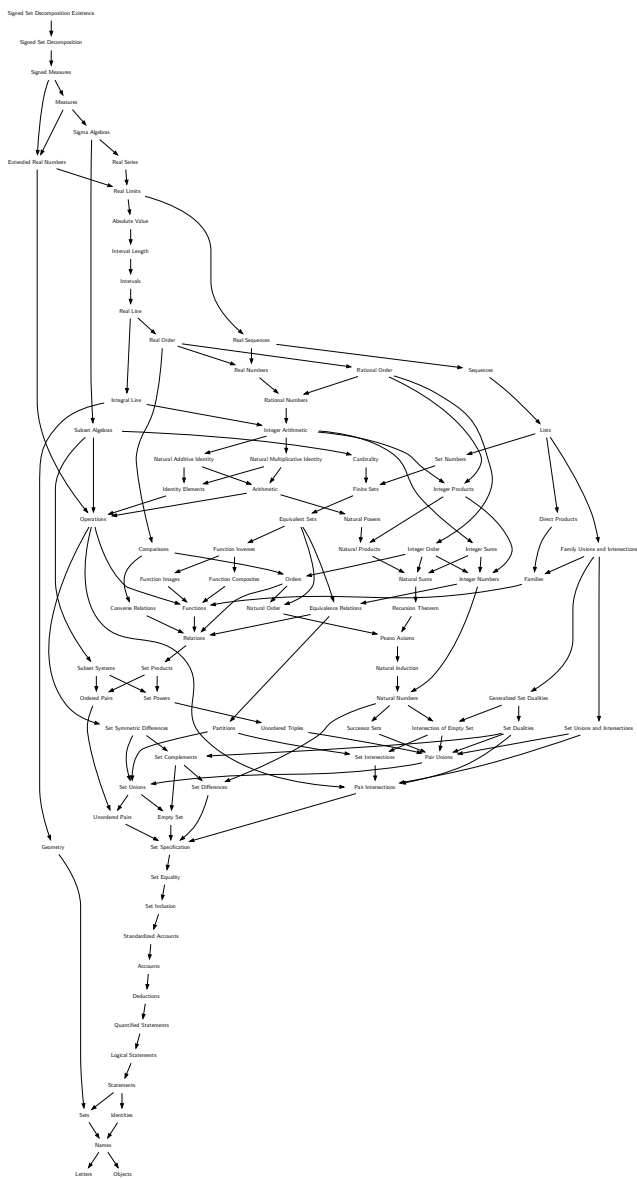 Signed Set Decomposition Existence
Signed Set Decomposition
Signed Measures
Measures
Sigma Algebras
Extended Real Numbers
Real Series
Real Limits
Absolute Value
Interval Length
Intervals
Real Line
Real Order
Real Sequences
Real Numbers
Rational Order
Sequences
Integral Line
Rational Numbers
Subset Algebras
Integer Arithmetic
Lists
Natural Additive Identity
Natural Multiplicative Identity
Cardinality
Set Numbers
Identity Elements
Arithmetic
Finite Sets
Integer Products
Operations
Equivalent Sets
Natural Powers
Direct Products
Comparisons
Function Inverses
Natural Products
Integer Order
Integer Sums
Family Unions and Intersections
Function Images
Function Composites
Orders
Natural Sums
Integer Numbers
Families
Converse Relations
Functions
Natural Order
Equivalence Relations
Recursion Theorem
Relations
Peano Axioms
Subset Systems
Set Products
Natural Induction
Ordered Pairs
Set Powers
Natural Numbers
Generalized Set Dualities
Set Symmetric Differences
Partitions
Unordered Triples
Successor Sets
Intersection of Empty Set
Set Dualities
Set Unions and Intersections
Set Complements
Set Intersections
Pair Unions
Set Unions
Set Differences
Pair Intersections
Unordered Pairs
Empty Set
Geometry
Set Specification
Set Equality
Set Inclusion
Standardized Accounts
Accounts
Deductions
Quantified Statements
Logical Statements
Statements
Sets
Identities
Names
Letters
Objects